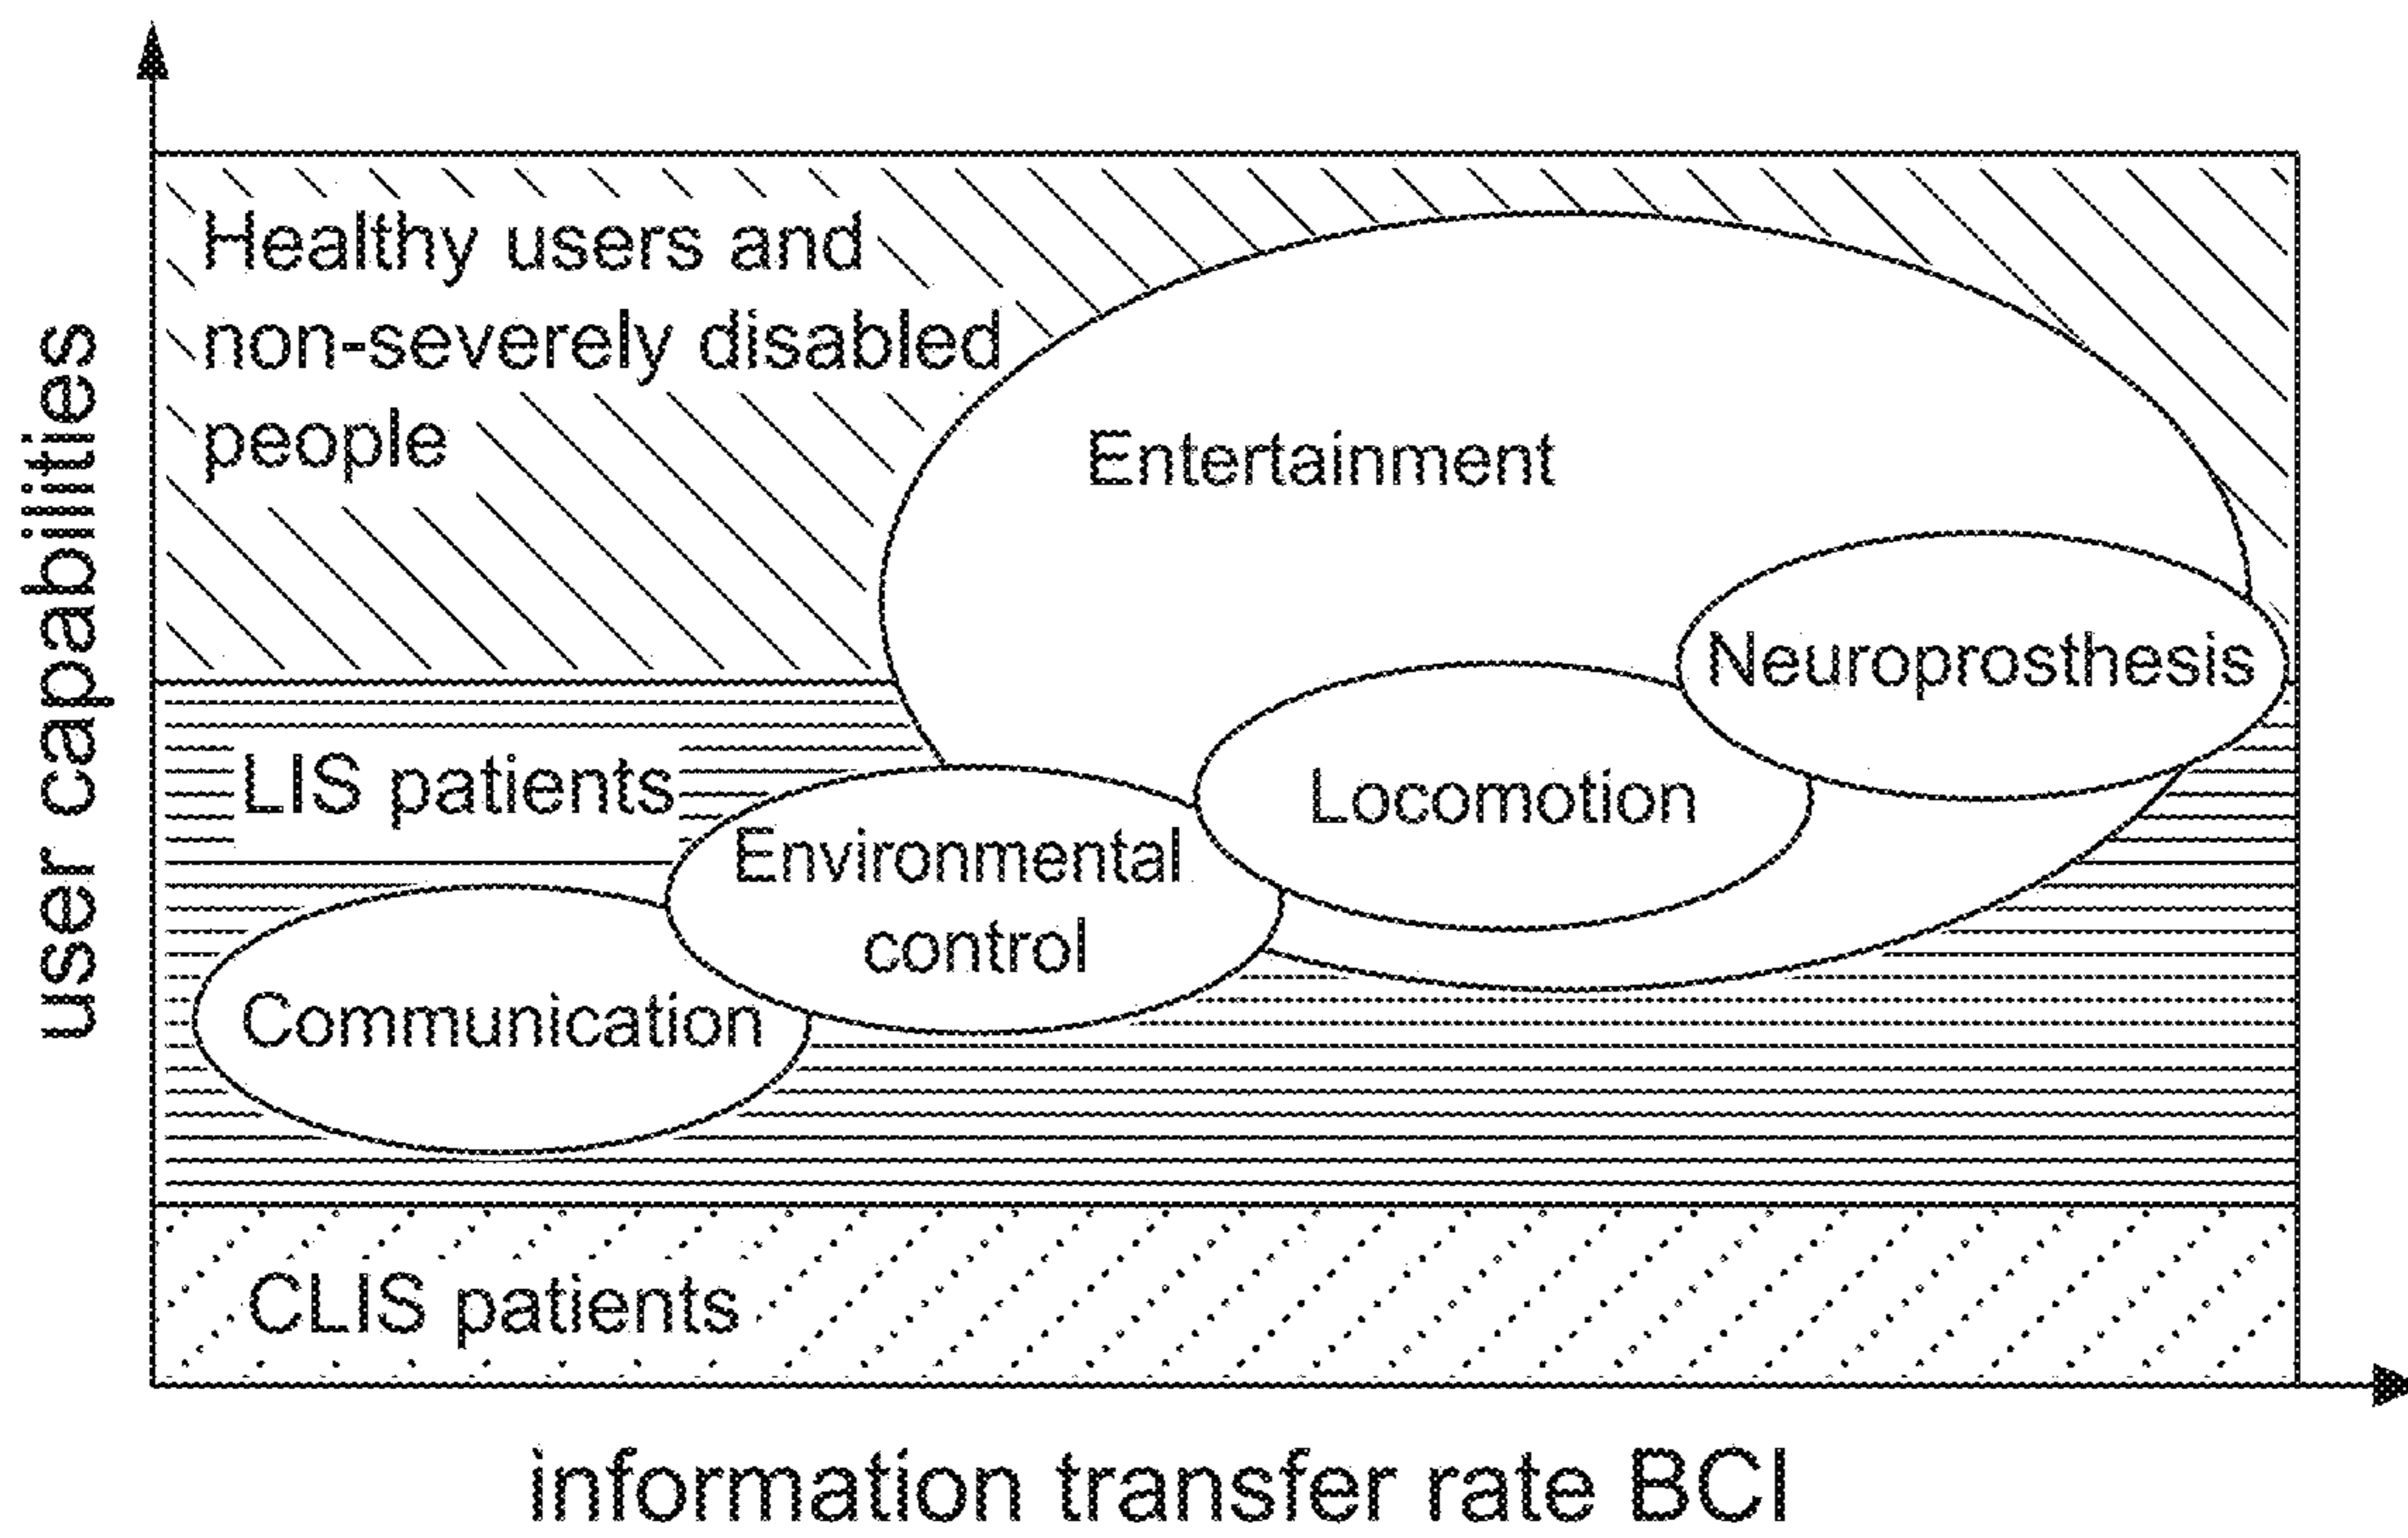 user capabilities
Healthy users and
non-severely disabled
people
Entertainment
Neuroprosthesis
LIS patients
Locomotion
Environmental
control
Communication
CLIS patients
information transfer rate BCI